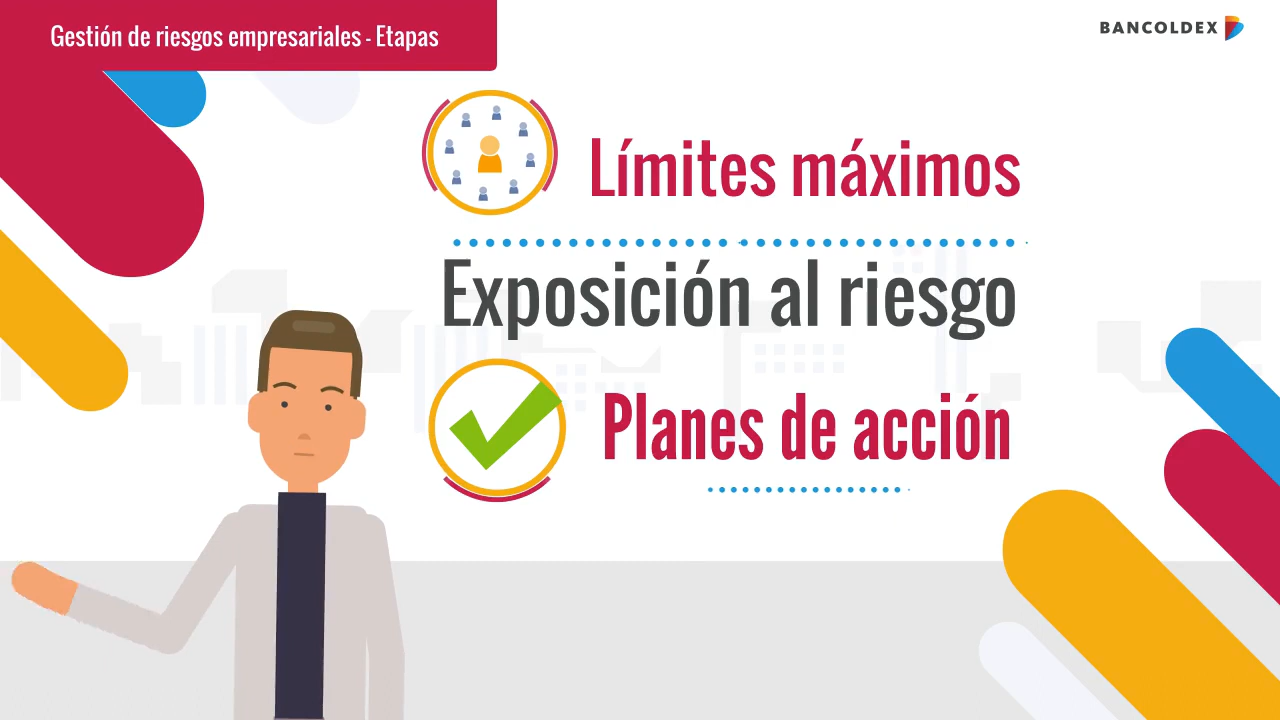 Gestión de riesgos empresariales - Etapas
BANCOLDEX
Límites máximos
Exposición al riesgo
Planes de acción